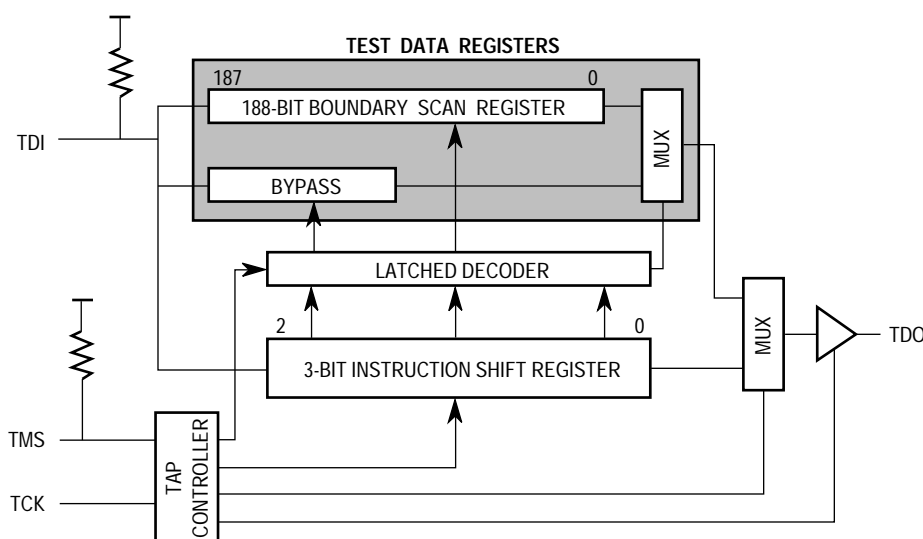 TEST DATA REGISTERS
187 0
188-BIT BOUNDARY SCAN REGISTER
TDI
MUX
BYPASS
LATCHED DECODER
2 0
3-BIT INSTRUCTION SHIFT REGISTER
MUX
TDO
TMS
TAP
CONTROLLER
TCK